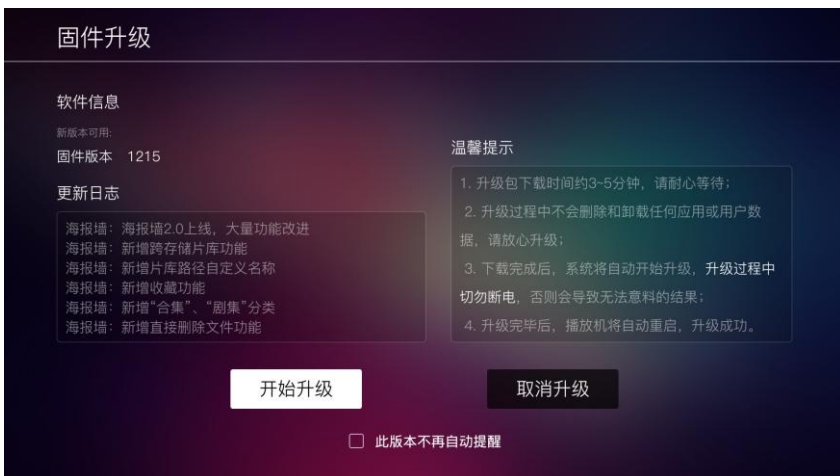 固件升级
软件信息
新版本可用:
固件版本 1215
更新日志
海报墙：海报墙2.0上线，大量功能改进
海报墙：新增跨存储片库功能
海报墙：新增片库路径自定义名称
海报墙：新增收藏功能
海报墙：新增“合集”、“剧集”分类
海报墙：新增直接删除文件功能
温馨提示
1. 升级包下载时间约3~5分钟，请耐心等待；
2. 升级过程中不会删除和卸载任何应用或用户数
据，请放心升级；
3. 下载完成后，系统将自动开始升级，升级过程中
切勿断电，否则会导致无法意料的结果；
4. 升级完毕后，播放机将自动重启，升级成功。
开始升级
取消升级
此版本不再自动提醒